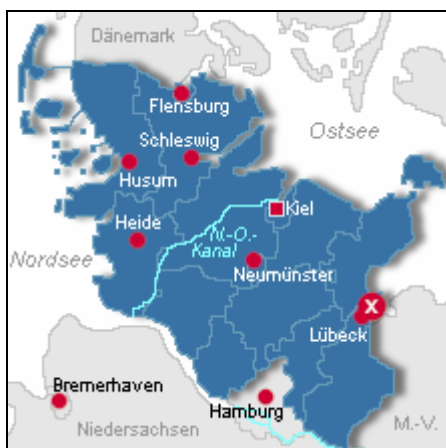 Dänemark
Flensburg
Schleswig
Ostsee
Husum
Kiel
Heide
N.-O.-
Kanal
Nordsee
Neumünster
X
Lübeck
Bremerhaven
Hamburg
Niedersachsen
M.-V.